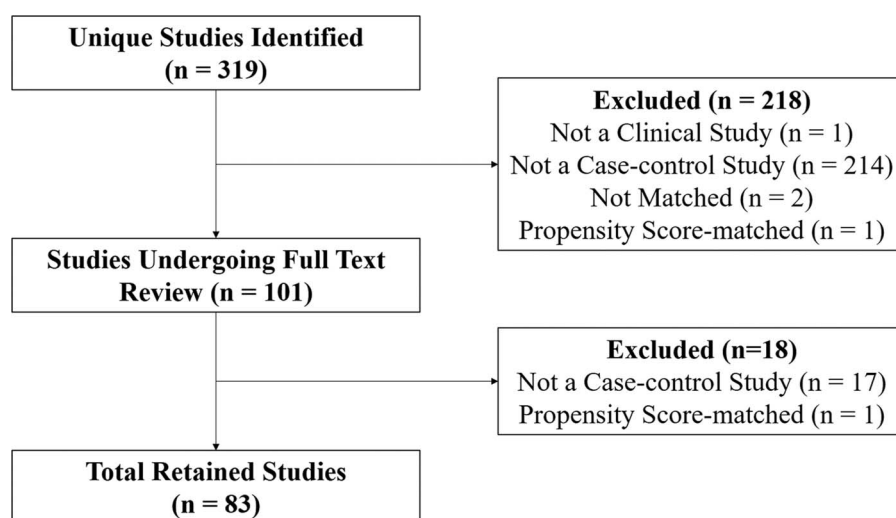 Unique Studies Identified
(n = 319)
Excluded (n = 218)
Not a Clinical Study (n = 1)
Not a Case-control Study (n = 214)
Not Matched (n = 2)
Propensity Score-matched (n = 1)
Studies Undergoing Full Text
Review (n = 101)
Excluded (n=18)
Not a Case-control Study (n = 17)
Propensity Score-matched (n = 1)
Total Retained Studies
(n = 83)